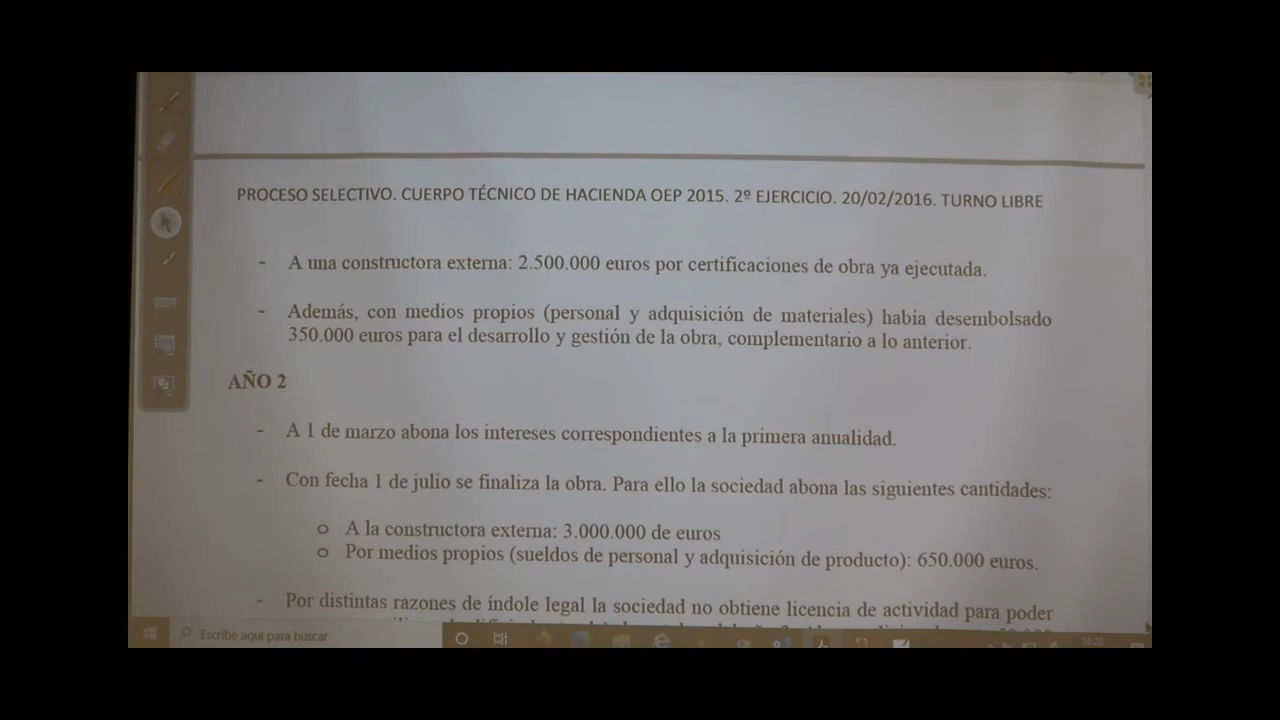 PROCESO SELECTIVO. CUERPO TÉCNICO DE HACIENDA OEP 2015. 2º EJERCICIO. 20/02/2016. TURNO LIBRE
- A una constructora externa: 2.500.000 euros por certificaciones de obra ya ejecutada.
- Además, con medios propios (personal y adquisición de materiales) había desembolsado
350.000 euros para el desarrollo y gestión de la obra, complementario a lo anterior.
AÑO 2
- A 1 de marzo abona los intereses correspondientes a la primera anualidad.
- Con fecha 1 de julio se finaliza la obra. Para ello la sociedad abona las siguientes cantidades:
o A la constructora externa: 3.000.000 de euros
o Por medios propios (sueldos de personal y adquisición de producto): 650.000 euros.
- Por distintas razones de índole legal la sociedad no obtiene licencia de actividad para poder
Escribe aquí para buscar
18:20